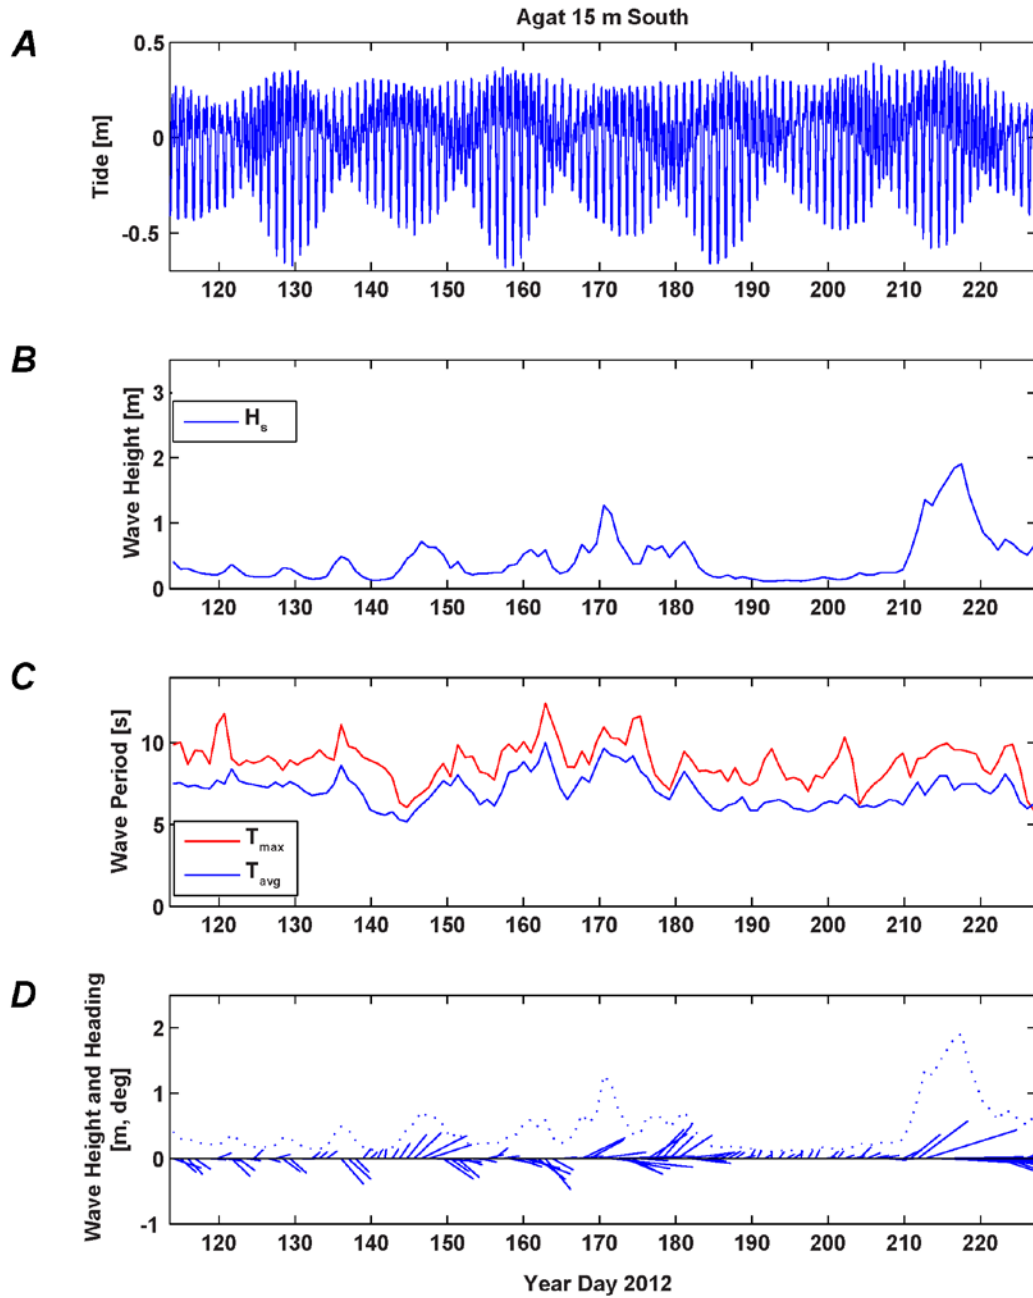 Agat 15 m South
A
Tide [m]
0.5
0
-0.5
120 130 140 150 160 170 180 190 200 210 220
B
Wave Height [m]
3
2
1
0
H_s
120 130 140 150 160 170 180 190 200 210 220
C
Wave Period [s]
10
5
0
T_max
T_avg
120 130 140 150 160 170 180 190 200 210 220
D
Wave Height and Heading
[m, deg]
2
1
0
-1
120 130 140 150 160 170 180 190 200 210 220
Year Day 2012